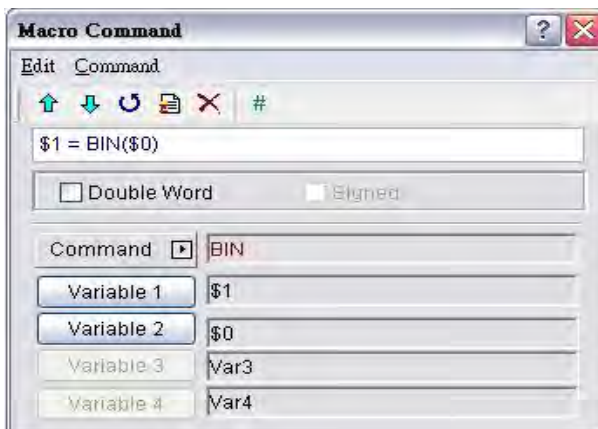 Macro Command
Edit Command
#
$1 = BIN($0)
Double Word Signed
Command BIN
Variable 1 $1
Variable 2 $0
Variable 3 Var3
Variable 4 Var4